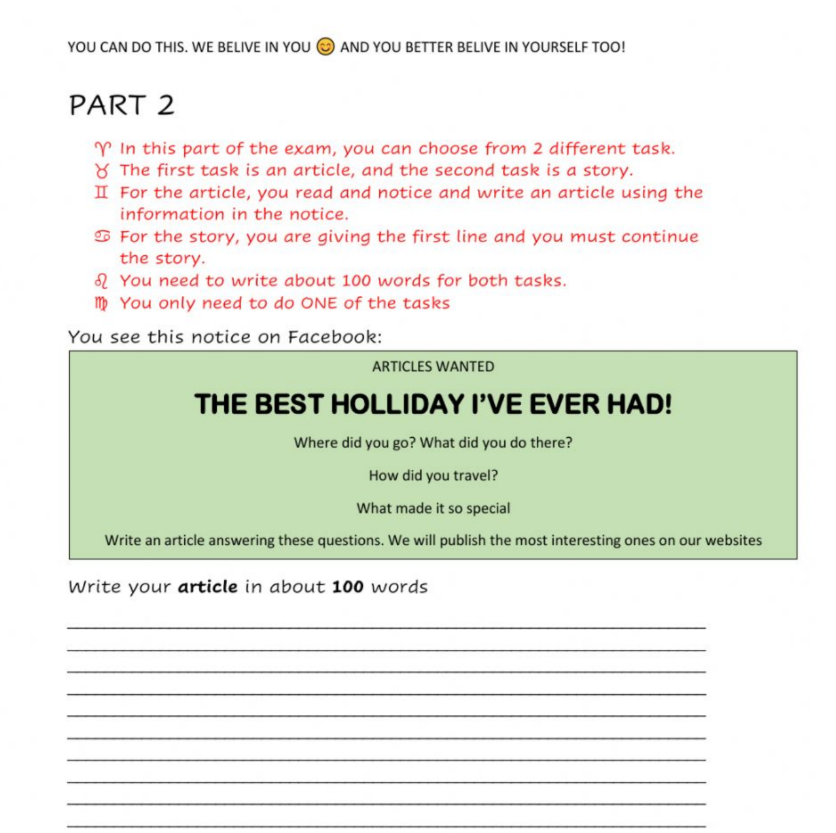 YOU CAN DO THIS. WE BELIVE IN YOU 😊 AND YOU BETTER BELIVE IN YOURSELF TOO!
PART 2
♈ In this part of the exam, you can choose from 2 different task.
♉ The first task is an article, and the second task is a story.
♊ For the article, you read and notice and write an article using the
information in the notice.
♋ For the story, you are giving the first line and you must continue
the story.
♌ You need to write about 100 words for both tasks.
♍ You only need to do ONE of the tasks
You see this notice on Facebook:
ARTICLES WANTED
THE BEST HOLLIDAY I'VE EVER HAD!
Where did you go? What did you do there?
How did you travel?
What made it so special
Write an article answering these questions. We will publish the most interesting ones on our websites
Write your article in about 100 words